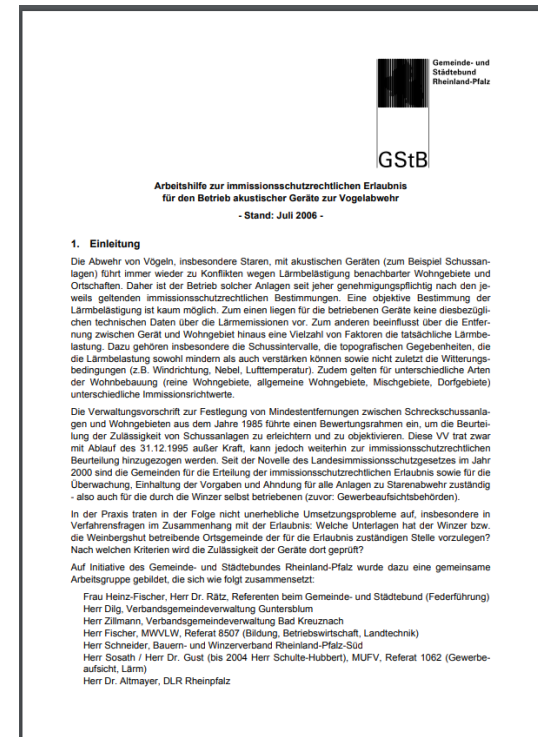 Gemeinde- und
Städtebund
Rheinland-Pfalz
GStB
Arbeitshilfe zur immissionsschutzrechtlichen Erlaubnis
für den Betrieb akustischer Geräte zur Vogelabwehr
- Stand: Juli 2006 -
1. Einleitung
Die Abwehr von Vögeln, insbesondere Staren, mit akustischen Geräten (zum Beispiel Schussan-
lagen) führt immer wieder zu Konflikten wegen Lärmbelästigung benachbarter Wohngebiete und
Ortschaften. Daher ist der Betrieb solcher Anlagen seit jeher genehmigungspflichtig nach den je-
weils geltenden immissionsschutzrechtlichen Bestimmungen. Eine objektive Bestimmung der
Lärmbelästigung ist kaum möglich. Zum einen liegen für die betriebenen Geräte keine diesbezügli-
chen technischen Daten über die Lärmemissionen vor. Zum anderen beeinflusst über die Entfer-
nung zwischen Gerät und Wohngebiet hinaus eine Vielzahl von Faktoren die tatsächliche Lärmbe-
lastung. Dazu gehören insbesondere die Schussintervalle, die topografischen Gegebenheiten, die
die Lärmbelastung sowohl mindern als auch verstärken können sowie nicht zuletzt die Witterungs-
bedingungen (z.B. Windrichtung, Nebel, Lufttemperatur). Zudem gelten für unterschiedliche Arten
der Wohnbebauung (reine Wohngebiete, allgemeine Wohngebiete, Mischgebiete, Dorfgebiete)
unterschiedliche Immissionsrichtwerte.
Die Verwaltungsvorschrift zur Festlegung von Mindestentfernungen zwischen Schreckschussanla-
gen und Wohngebieten aus dem Jahre 1985 führte einen Bewertungsrahmen ein, um die Beurtei-
lung der Zulässigkeit von Schussanlagen zu erleichtern und zu objektivieren. Diese VV trat zwar
mit Ablauf des 31.12.1995 außer Kraft, kann jedoch weiterhin zur immissionsschutzrechtlichen
Beurteilung hinzugezogen werden. Seit der Novelle des Landesimmissionsschutzgesetzes im Jahr
2000 sind die Gemeinden für die Erteilung der immissionsschutzrechtlichen Erlaubnis sowie für die
Überwachung, Einhaltung der Vorgaben und Ahndung für alle Anlagen zu Starenabwehr zuständig
- also auch für die durch die Winzer selbst betriebenen (zuvor: Gewerbeaufsichtsbehörden).
In der Praxis traten in der Folge nicht unerhebliche Umsetzungsprobleme auf, insbesondere in
Verfahrensfragen im Zusammenhang mit der Erlaubnis: Welche Unterlagen hat der Winzer bzw.
die Weinbergshut betreibende Ortsgemeinde der für die Erlaubnis zuständigen Stelle vorzulegen?
Nach welchen Kriterien wird die Zulässigkeit der Geräte dort geprüft?
Auf Initiative des Gemeinde- und Städtebundes Rheinland-Pfalz wurde dazu eine gemeinsame
Arbeitsgruppe gebildet, die sich wie folgt zusammensetzt:
Frau Heinz-Fischer, Herr Dr. Rätz, Referenten beim Gemeinde- und Städtebund (Federführung)
Herr Dilg, Verbandsgemeindeverwaltung Guntersblum
Herr Zillmann, Verbandsgemeindeverwaltung Bad Kreuznach
Herr Fischer, MWVLW, Referat 8507 (Bildung, Betriebswirtschaft, Landtechnik)
Herr Schneider, Bauern- und Winzerverband Rheinland-Pfalz-Süd
Herr Sosath / Herr Dr. Gust (bis 2004 Herr Schulte-Hubbert), MUFV, Referat 1062 (Gewerbe-
aufsicht, Lärm)
Herr Dr. Altmayer, DLR Rheinpfalz